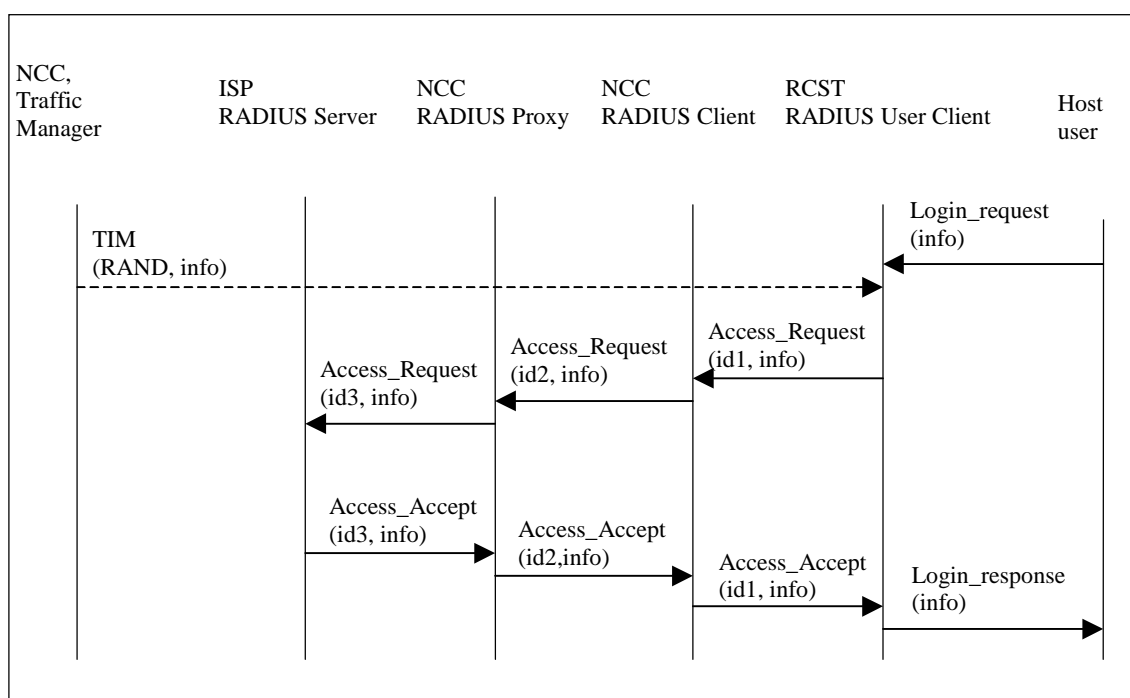 NCC,
Traffic
Manager
ISP
RADIUS Server
NCC
RADIUS Proxy
NCC
RADIUS Client
RCST
RADIUS User Client
Host
user
Login_request
(info)
TIM
(RAND, info)
Access_Request
(id1, info)
Access_Request
(id2, info)
Access_Request
(id3, info)
Access_Accept
(id3, info)
Access_Accept
(id2,info)
Access_Accept
(id1, info)
Login_response
(info)